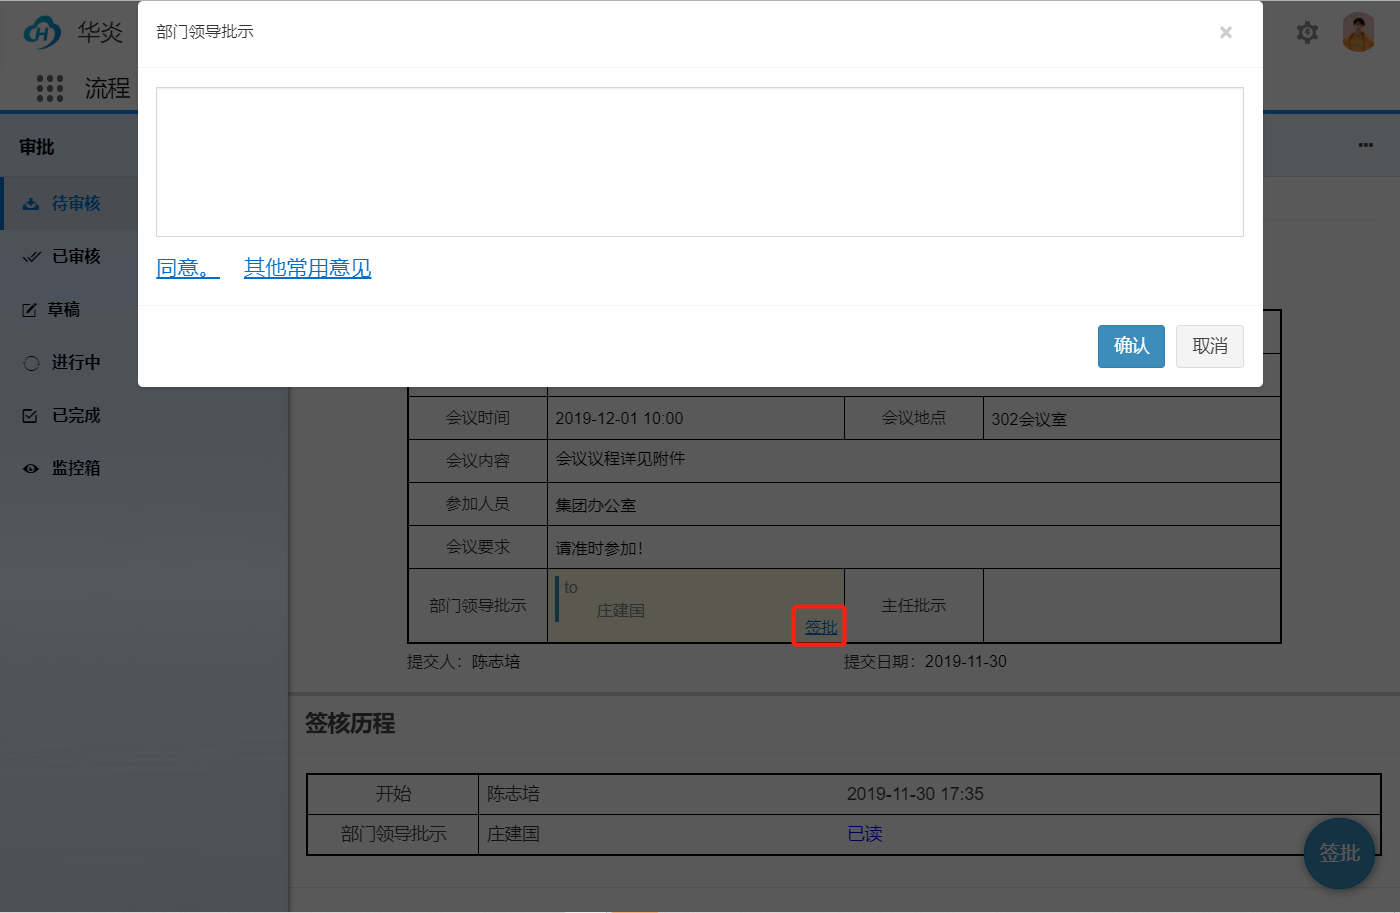 华炎
部门领导批示
×
流程
同意。 其他常用意见
确认 取消
审批
待审核
已审核
草稿
进行中
已完成
监控箱
会议时间 2019-12-01 10:00 会议地点 302会议室
会议内容 会议议程详见附件
参加人员 集团办公室
会议要求 请准时参加！
部门领导批示 to 庄建国 签批 主任批示
提交人：陈志培 提交日期：2019-11-30
签核历程
开始 陈志培 2019-11-30 17:35
部门领导批示 庄建国 已读
签批